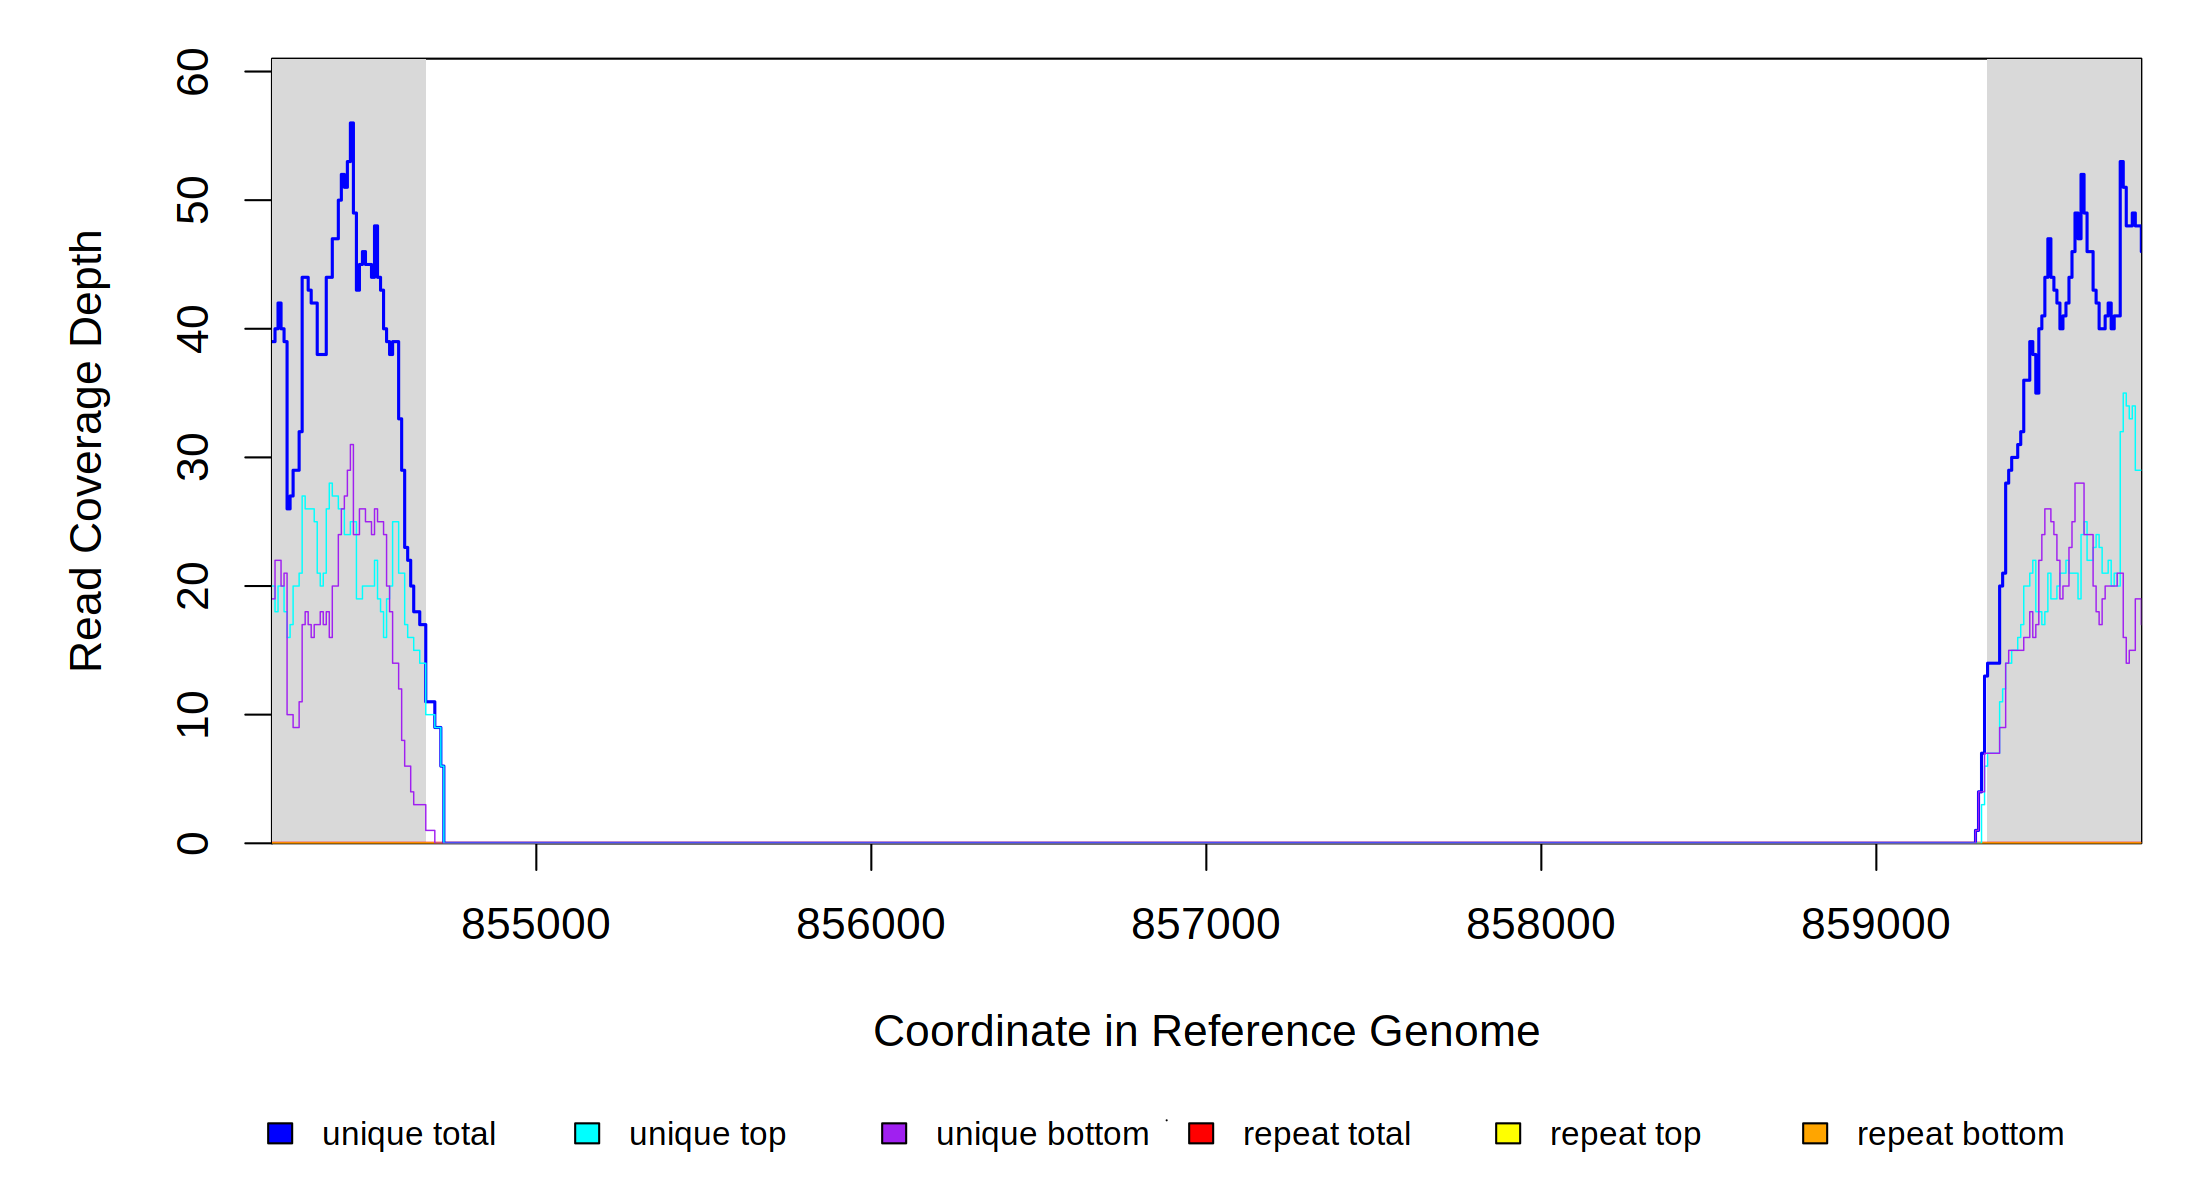 60
50
40
30
20
10
0
Read Coverage Depth
855000 856000 857000 858000 859000
Coordinate in Reference Genome
unique total unique top unique bottom repeat total repeat top repeat bottom